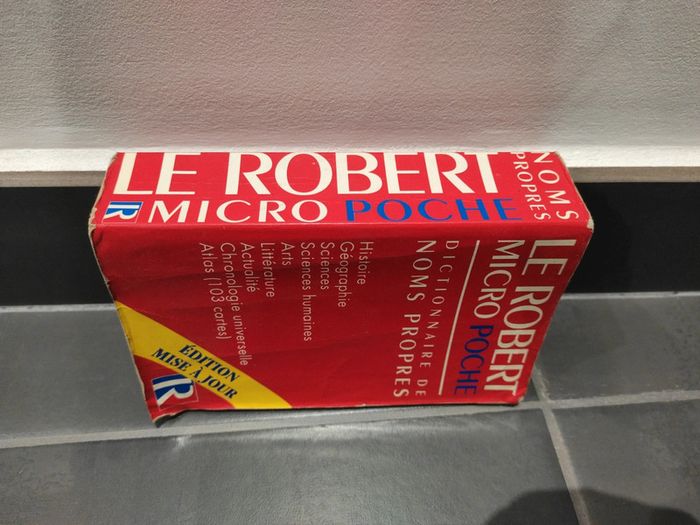 LE ROBERT
MICRO POCHE
NOMS
PROPRES
R
LE ROBERT
MICRO POCHE
DICTIONNAIRE DE
NOMS PROPRES
Histoire
Géographie
Sciences
Sciences humaines
Arts
Littérature
Actualité
Chronologie universelle
Atlas (103 cartes)
ÉDITION
MISE À JOUR
R